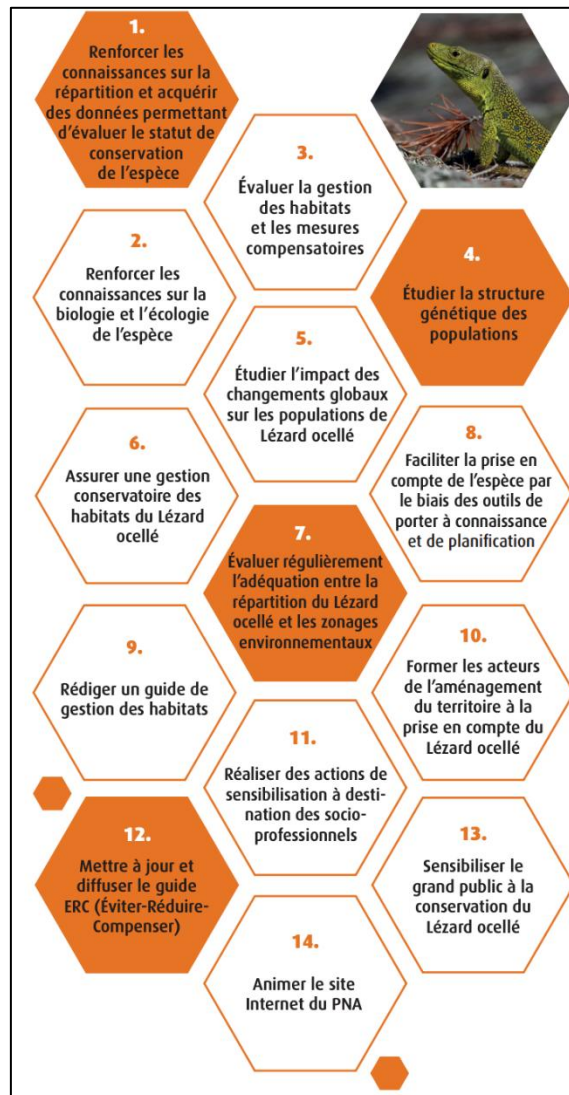 1.
Renforcer les
connaissances sur la
répartition et acquérir
des données permettant
d’évaluer le statut de
conservation
de l’espèce
2.
Renforcer les
connaissances sur la
biologie et l’écologie
de l’espèce
3.
Évaluer la gestion
des habitats
et les mesures
compensatoires
4.
Étudier la structure
génétique des
populations
5.
Étudier l’impact des
changements globaux
sur les populations de
Lézard ocellé
6.
Assurer une gestion
conservatoire des
habitats du Lézard
ocellé
7.
Évaluer régulièrement
l’adéquation entre la
répartition du Lézard
ocellé et les zonages
environnementaux
8.
Faciliter la prise en
compte de l’espèce par
le biais des outils de
porter à connaissance
et de planification
9.
Rédiger un guide de
gestion des habitats
10.
Former les acteurs
de l’aménagement
du territoire à la
prise en compte du
Lézard ocellé
11.
Réaliser des actions de
sensibilisation à desti-
nation des socio-
professionnels
12.
Mettre à jour et
diffuser le guide
ERC (Éviter-Réduire-
Compenser)
13.
Sensibiliser le
grand public à la
conservation du
Lézard ocellé
14.
Animer le site
Internet du PNA